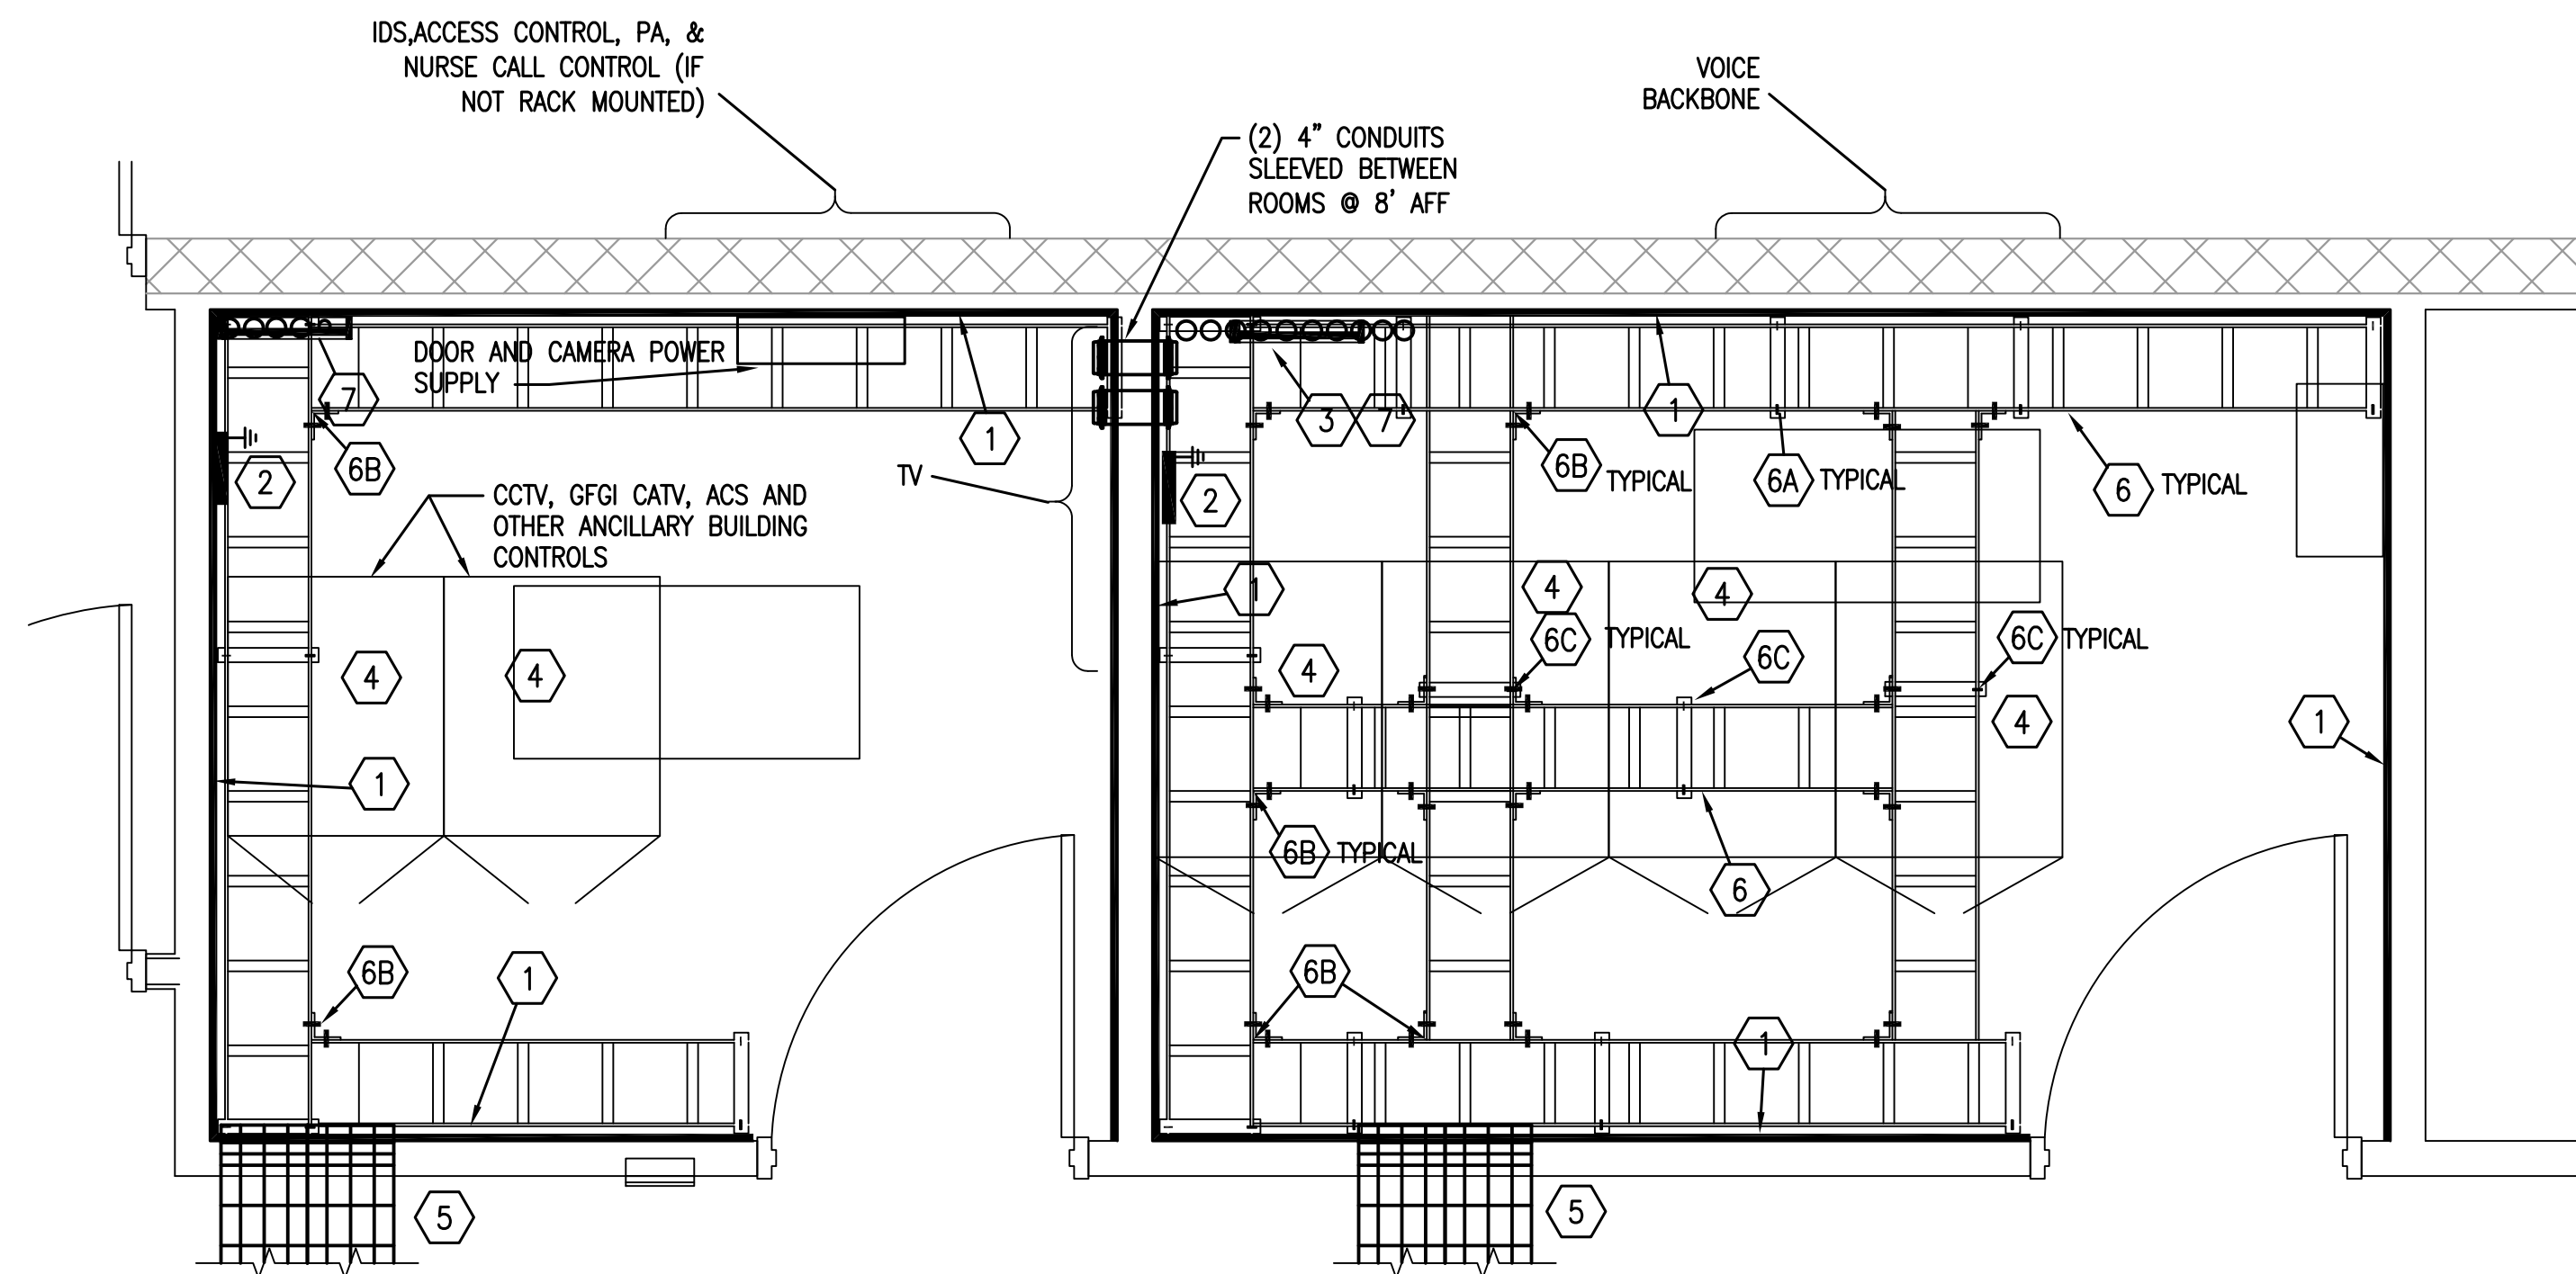 IDS,ACCESS CONTROL, PA, &
NURSE CALL CONTROL (IF
NOT RACK MOUNTED)
VOICE
BACKBONE
(2) 4" CONDUITS
SLEEVED BETWEEN
ROOMS @ 8' AFF
DOOR AND CAMERA POWER
SUPPLY
7
1
3
7
1
6B
2
TV
2
6B
TYPICAL
6A
TYPICAL
6
TYPICAL
CCTV, GFGI CATV, ACS AND
OTHER ANCILLARY BUILDING
CONTROLS
1
4
4
6C
TYPICAL
6C
6C
TYPICAL
4
4
4
4
1
1
6B
TYPICAL
6
6B
1
6B
1
5
5